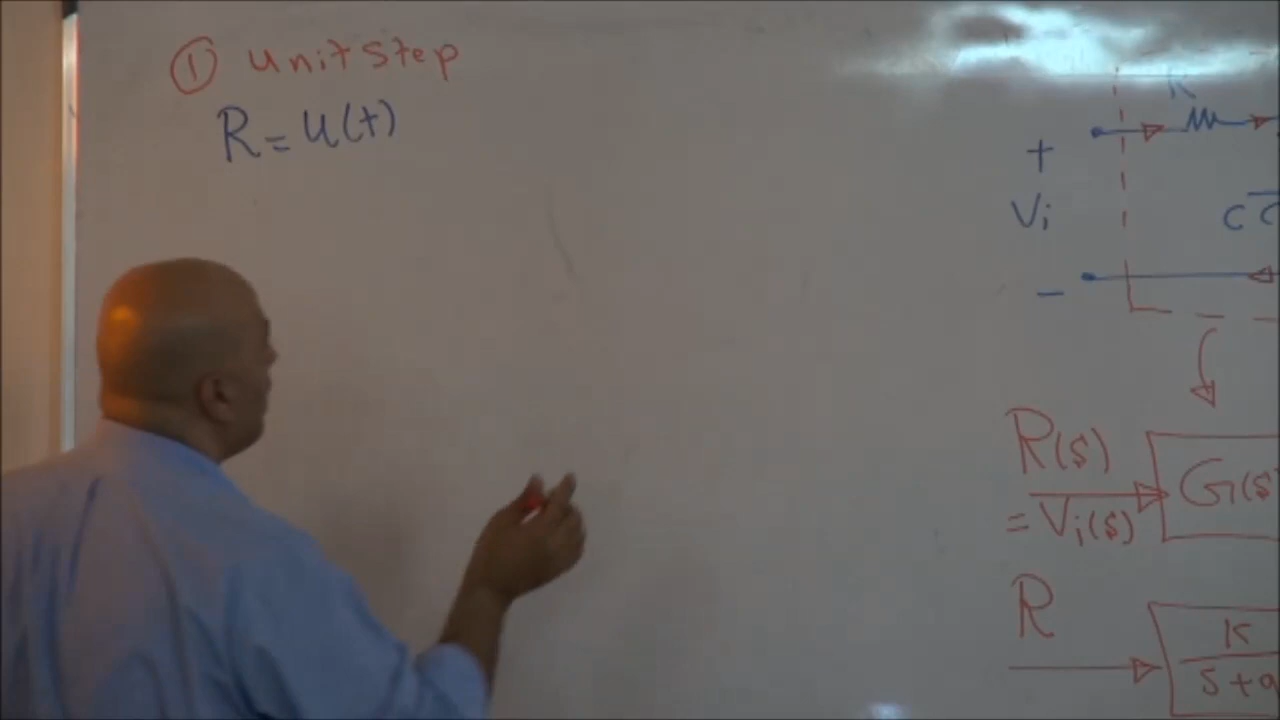 ① unit step
R = u(t)
R
+
Vi
C
-
R(s)
= Vi(s)
G(s)
R
K
s+a